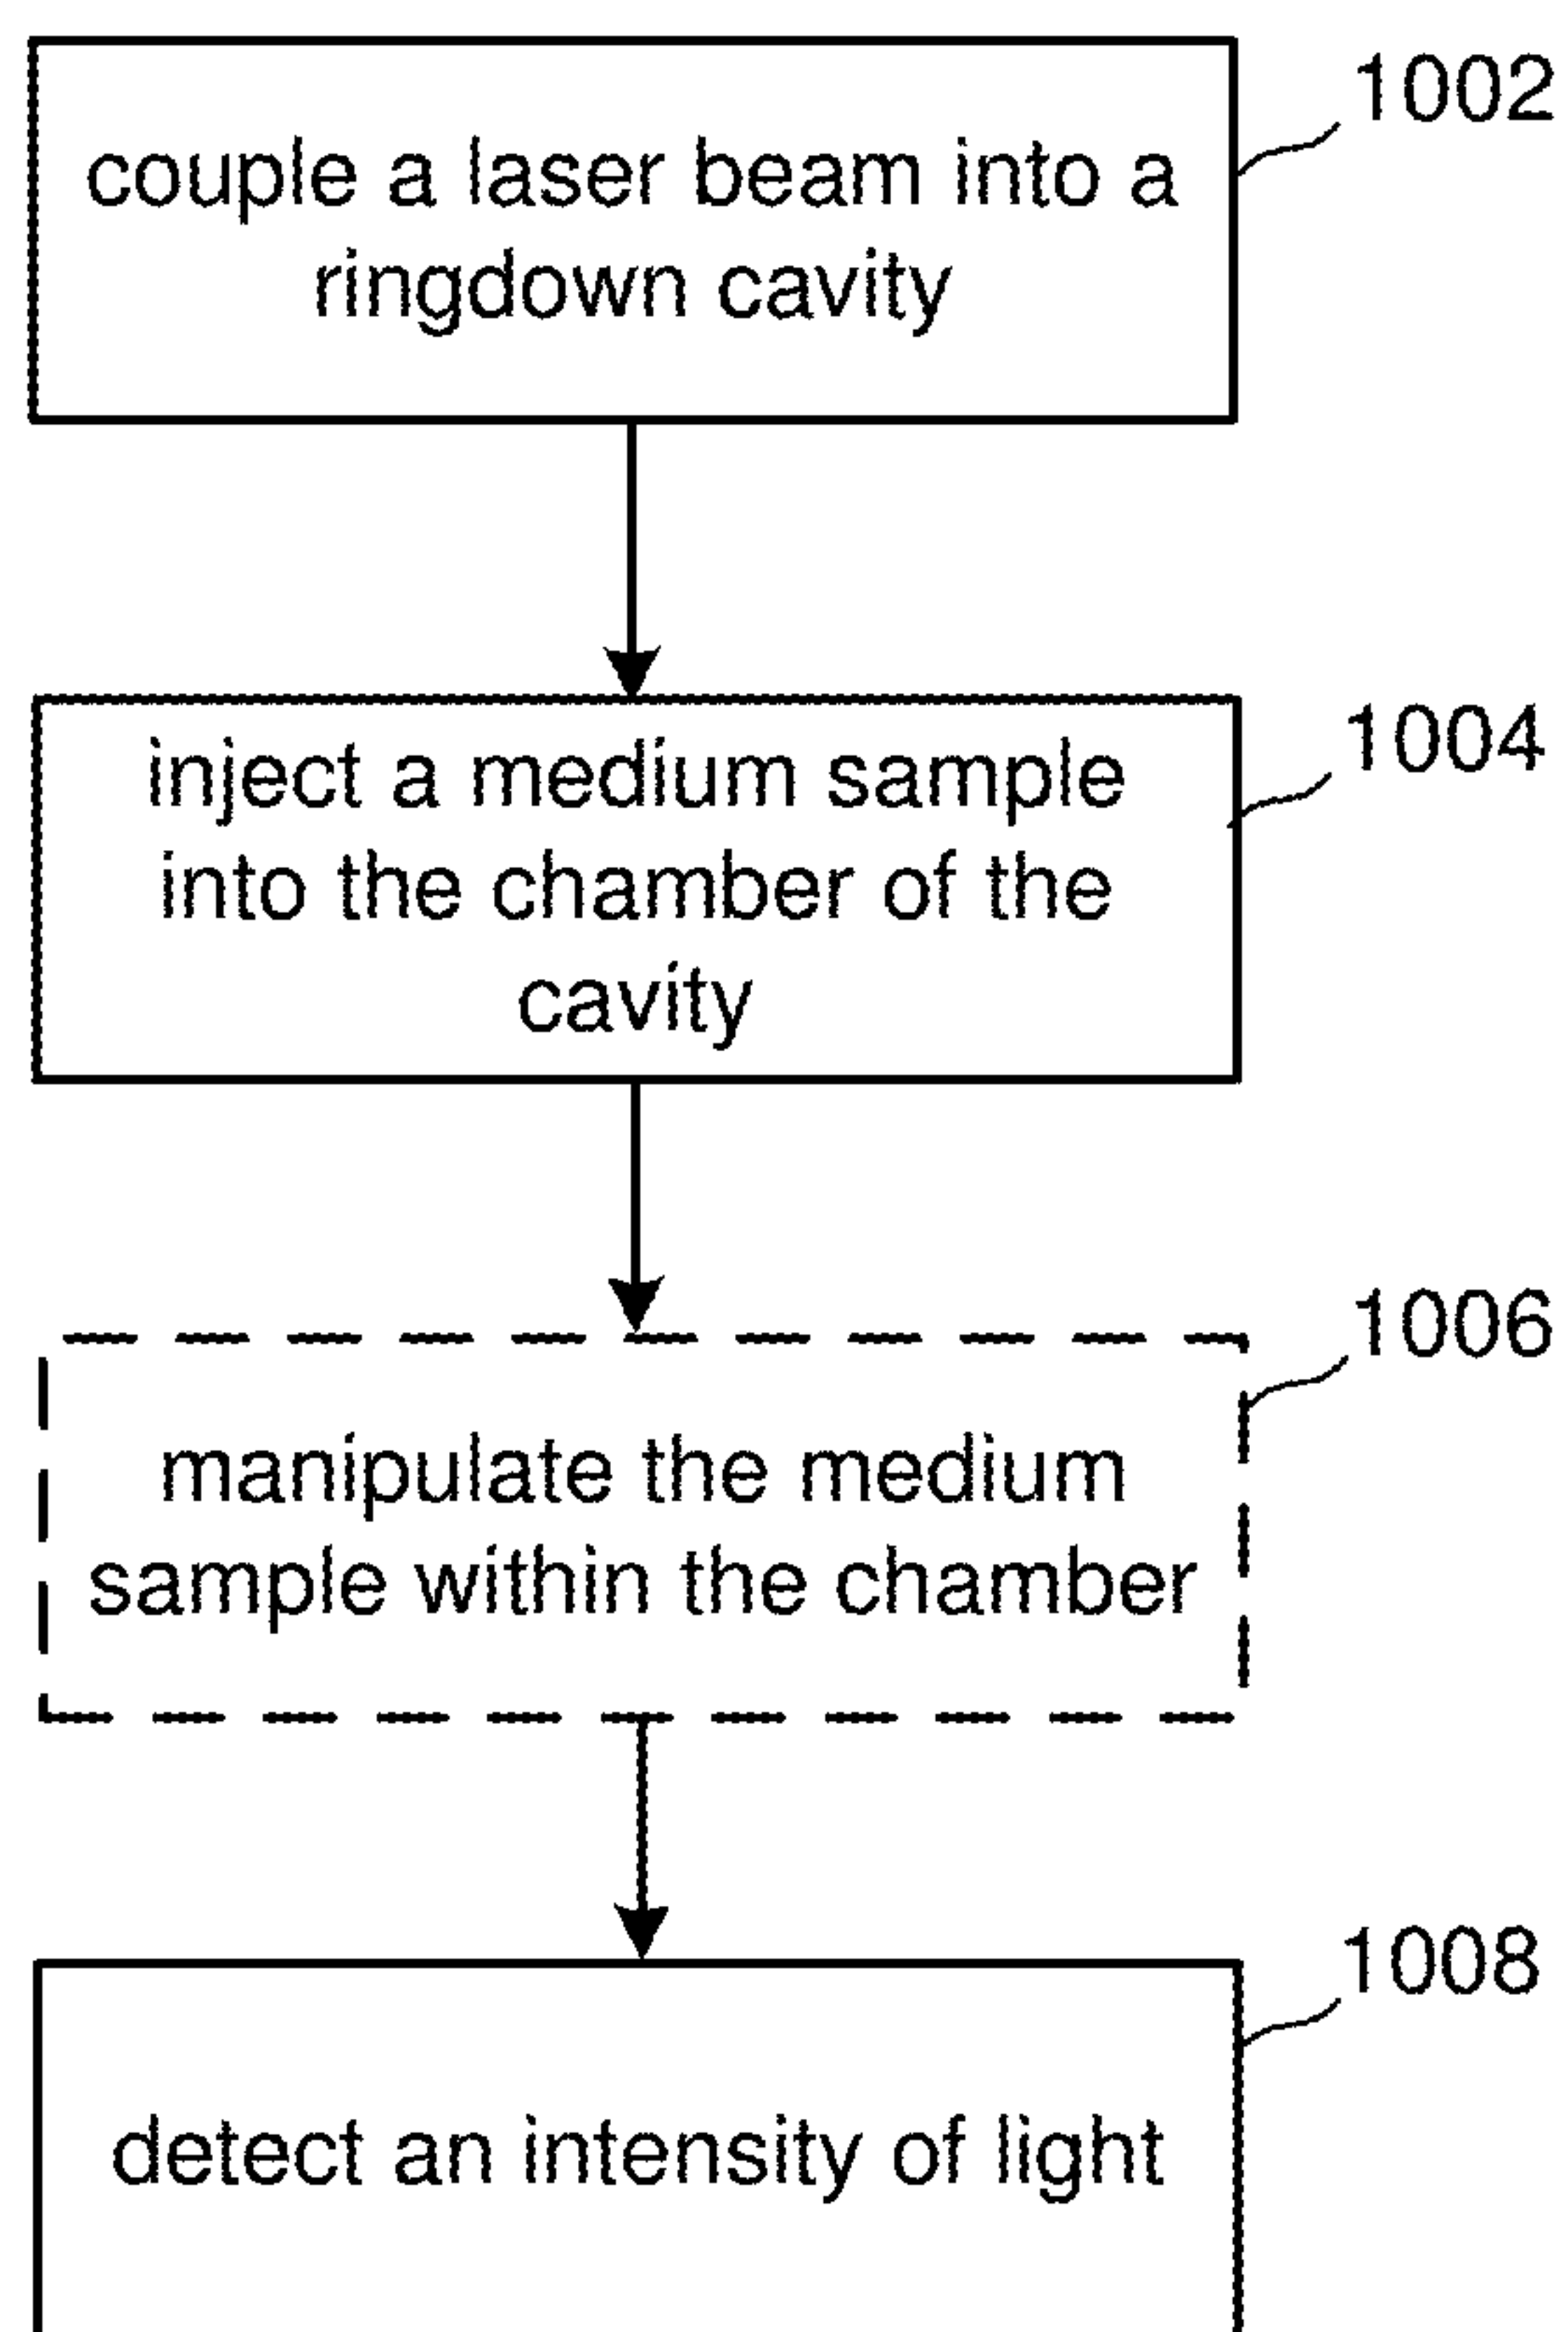 1002
couple a laser beam into a
ringdown cavity
1004
inject a medium sample
into the chamber of the
cavity
1006
manipulate the medium
sample within the chamber
1008
detect an intensity of light